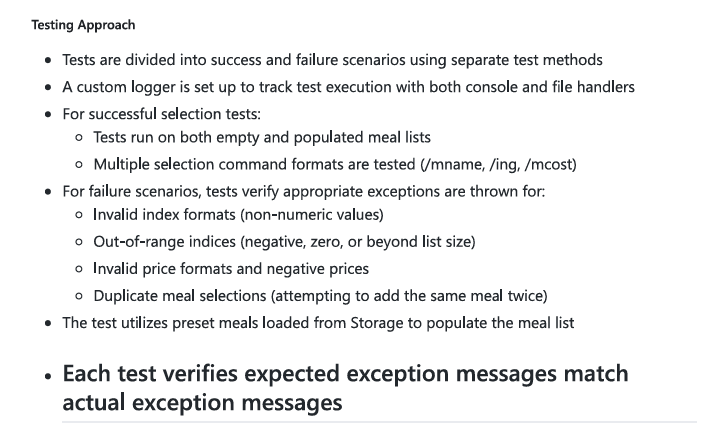 Testing Approach
• Tests are divided into success and failure scenarios using separate test methods
• A custom logger is set up to track test execution with both console and file handlers
• For successful selection tests:
○ Tests run on both empty and populated meal lists
○ Multiple selection command formats are tested (/mname, /ing, /mcost)
• For failure scenarios, tests verify appropriate exceptions are thrown for:
○ Invalid index formats (non-numeric values)
○ Out-of-range indices (negative, zero, or beyond list size)
○ Invalid price formats and negative prices
○ Duplicate meal selections (attempting to add the same meal twice)
• The test utilizes preset meals loaded from Storage to populate the meal list
• Each test verifies expected exception messages match
actual exception messages